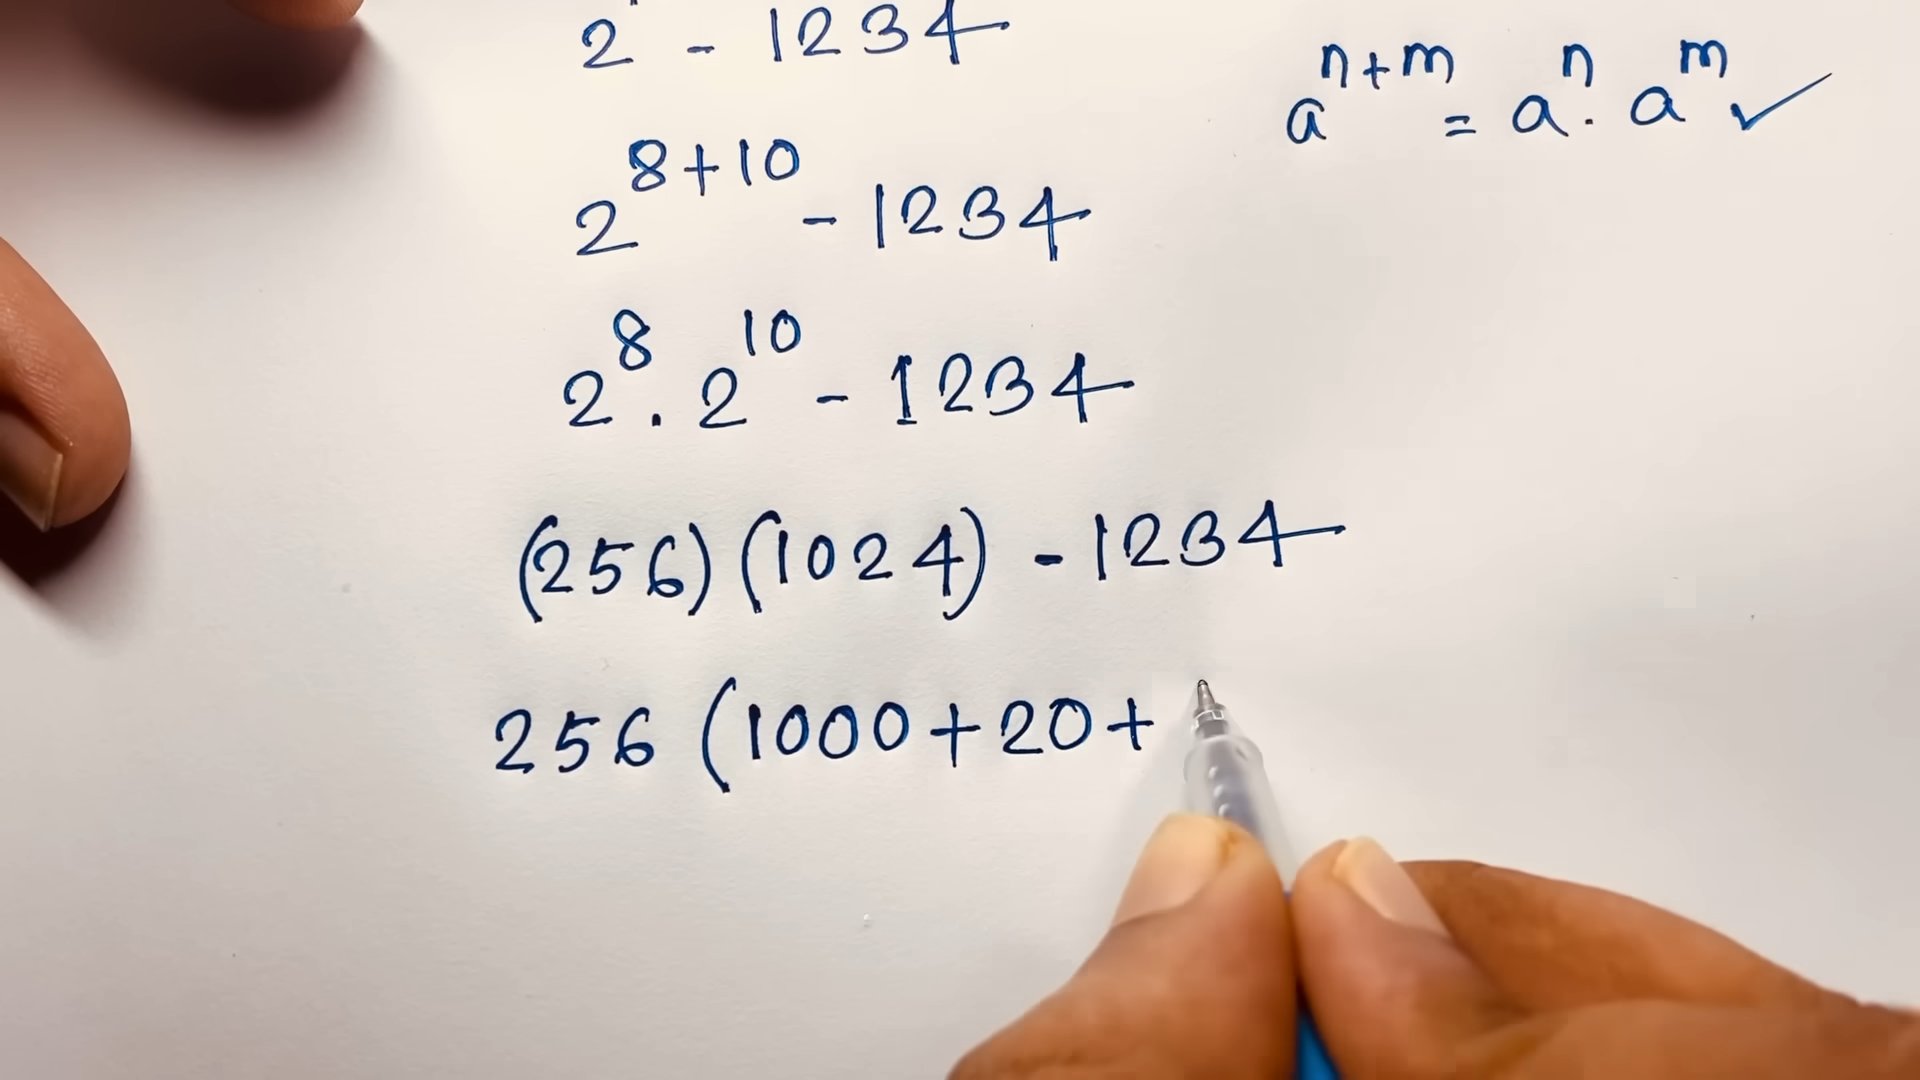 2 - 1234
a^{n+m} = a^n . a^m ✓
2^{8+10} - 1234
2^8 . 2^{10} - 1234
(256)(1024) - 1234
256 (1000+20+